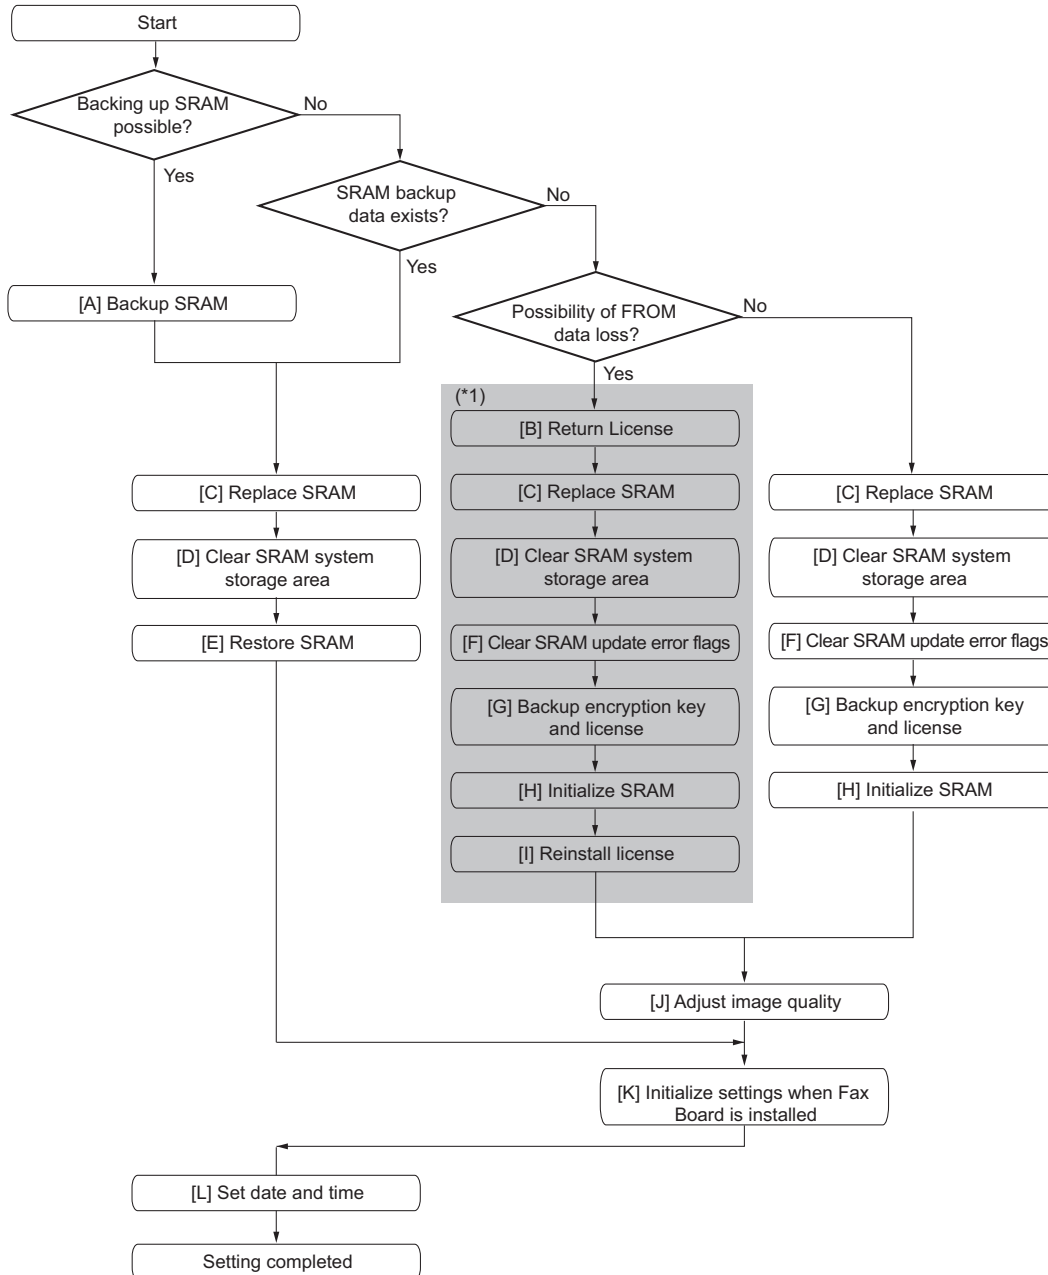 Start
Backing up SRAM
possible?
No
Yes
SRAM backup
data exists?
No
Yes
[A] Backup SRAM
Possibility of FROM
data loss?
No
Yes
(*1)
[B] Return License
[C] Replace SRAM
[C] Replace SRAM
[C] Replace SRAM
[D] Clear SRAM system
storage area
[D] Clear SRAM system
storage area
[D] Clear SRAM system
storage area
[E] Restore SRAM
[F] Clear SRAM update error flags
[F] Clear SRAM update error flags
[G] Backup encryption key
and license
[G] Backup encryption key
and license
[H] Initialize SRAM
[H] Initialize SRAM
[I] Reinstall license
[J] Adjust image quality
[K] Initialize settings when Fax
Board is installed
[L] Set date and time
Setting completed